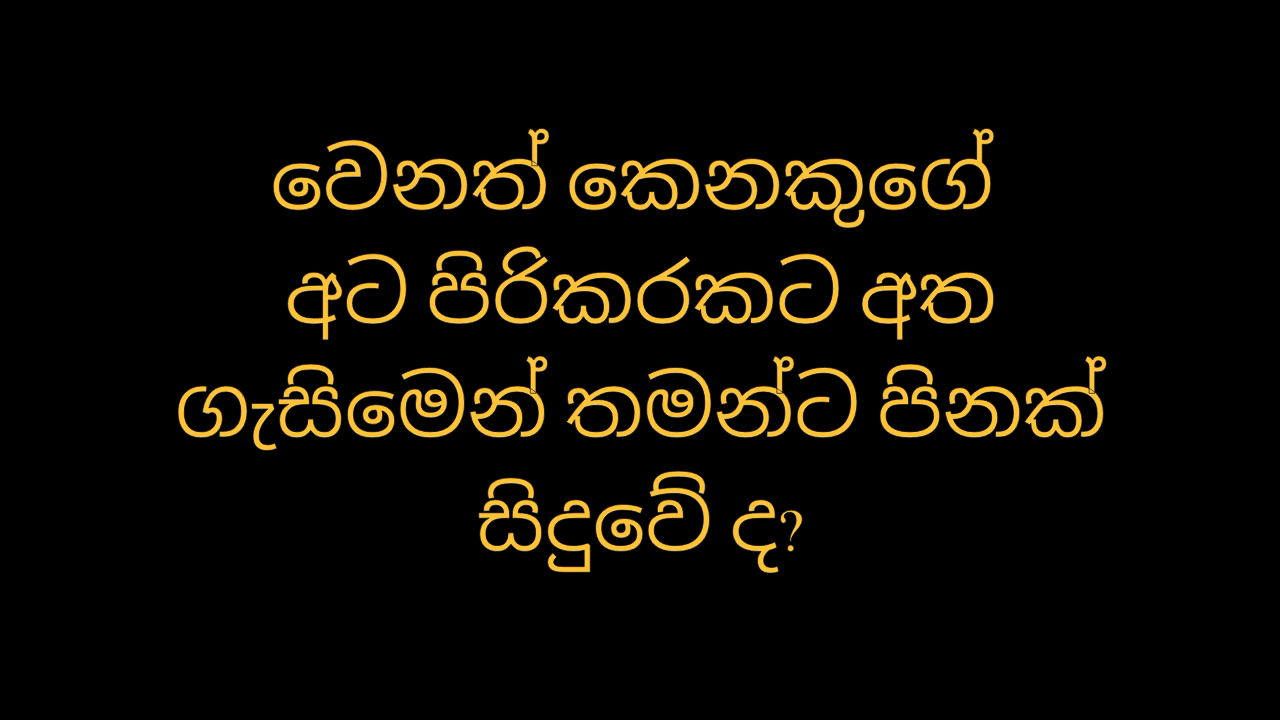 වෙනත් කෙනකුගේ
අට පිරිකරකට අත
ගැසිමෙන් තමන්ට පිනක්
සිදුවේ ද?